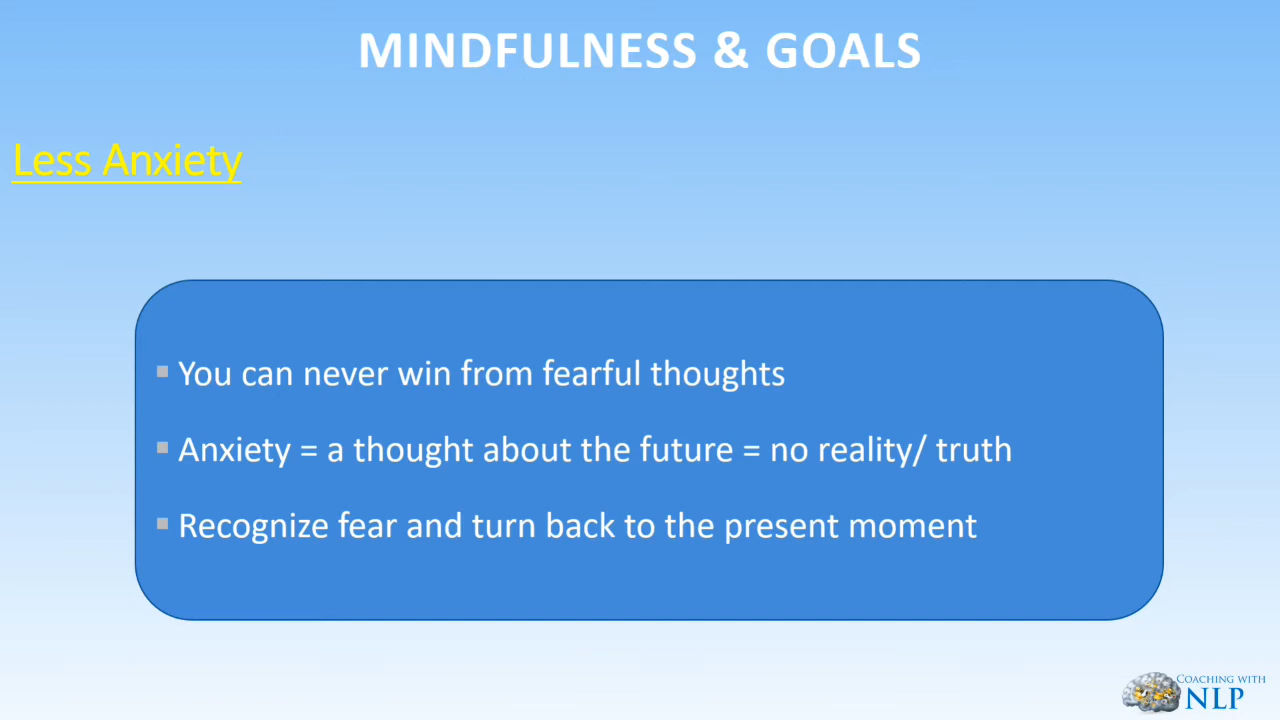 MINDFULNESS & GOALS
Less Anxiety
▪ You can never win from fearful thoughts
▪ Anxiety = a thought about the future = no reality/ truth
▪ Recognize fear and turn back to the present moment
COACHING WITH
NLP